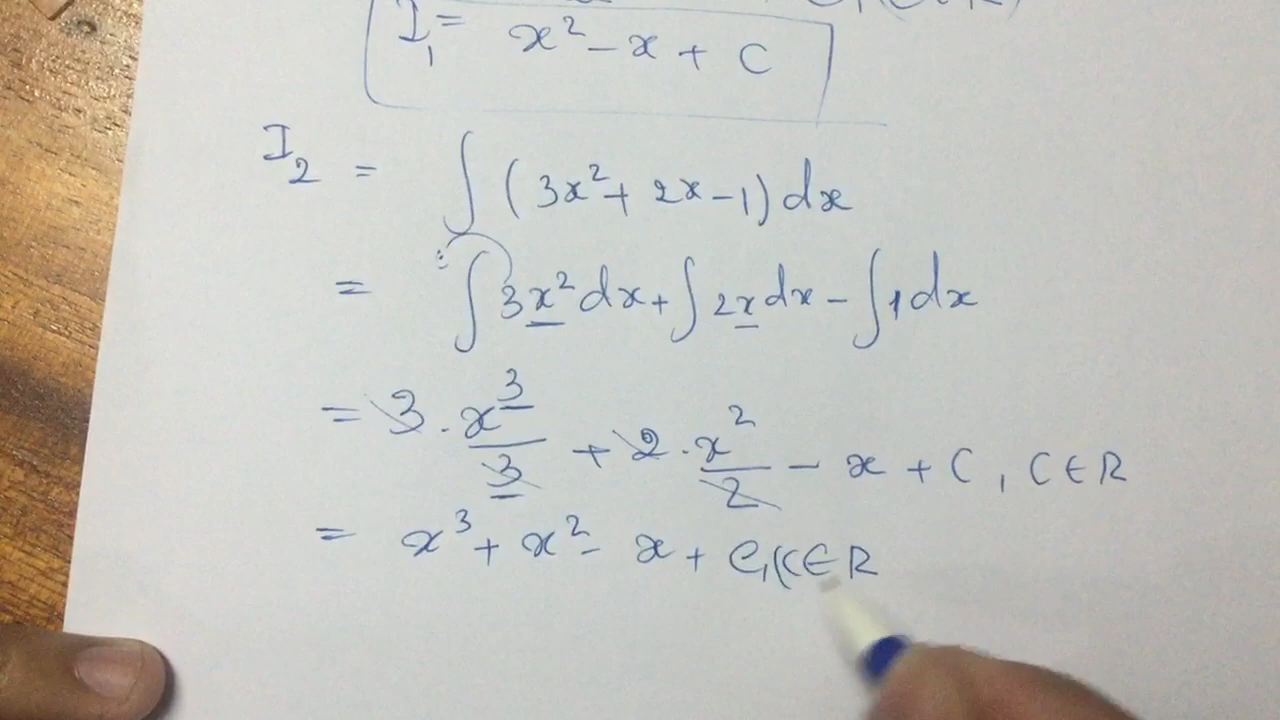 C, (C∈R)
I₁ = x² - x + C
I₂ = ∫ (3x² + 2x - 1) dx
= ∫ 3x² dx + ∫ 2x dx - ∫ 1 dx
= 3 . x³/3 + 2 . x²/2 - x + C, C∈R
= x³ + x² - x + C, (C∈R